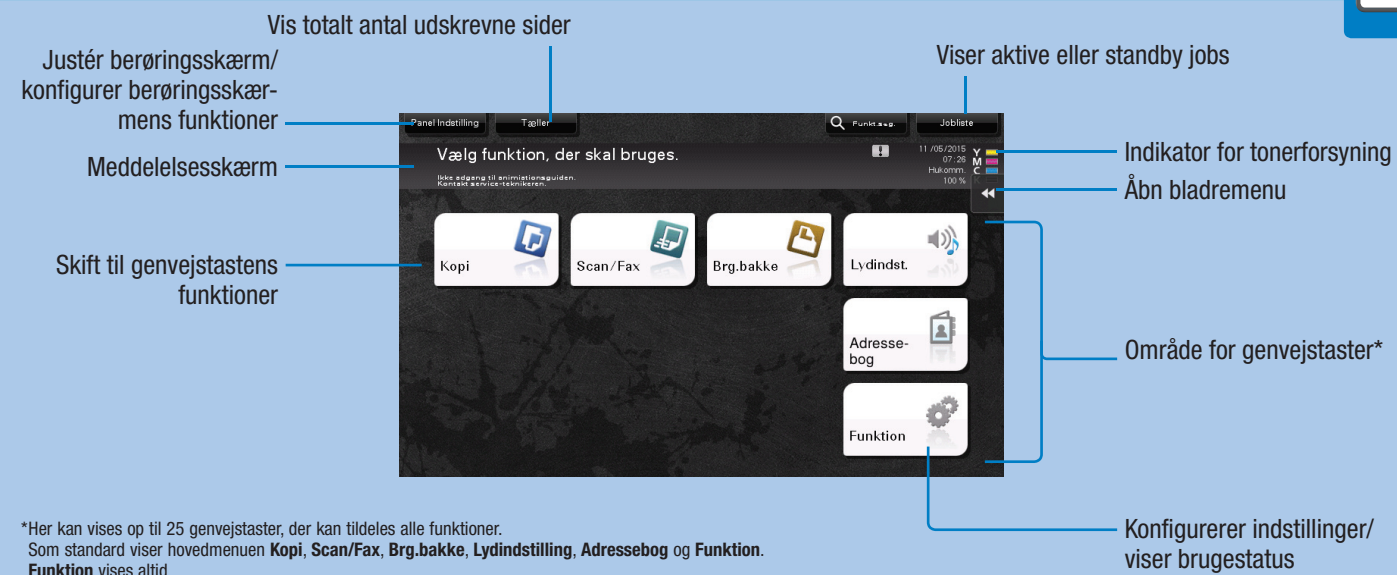 Vis totalt antal udskrevne sider
Justér berøringsskærm/
konfigurer berøringsskær-
mens funktioner
Viser aktive eller standby jobs
Meddelelsesskærm
Skift til genvejstastens
funktioner
Panel Indstilling
Tæller
Funkt.søg.
Jobliste
Vælg funktion, der skal bruges.
Ikke adgang til animationsguiden.
Kontakt service-teknikeren.
11/05/2015
07:26
Hukomm.
100 %
Y
M
C
K
Kopi
Scan/Fax
Brg.bakke
Lydindst.
Adresse-
bog
Funktion
Indikator for tonerforsyning
Åbn bladremenu
Område for genvejstaster*
Konfigurerer indstillinger/
viser brugestatus
*Her kan vises op til 25 genvejstaster, der kan tildeles alle funktioner.
Som standard viser hovedmenuen Kopi, Scan/Fax, Brg.bakke, Lydindstilling, Adressebog og Funktion.
Funktion vises altid